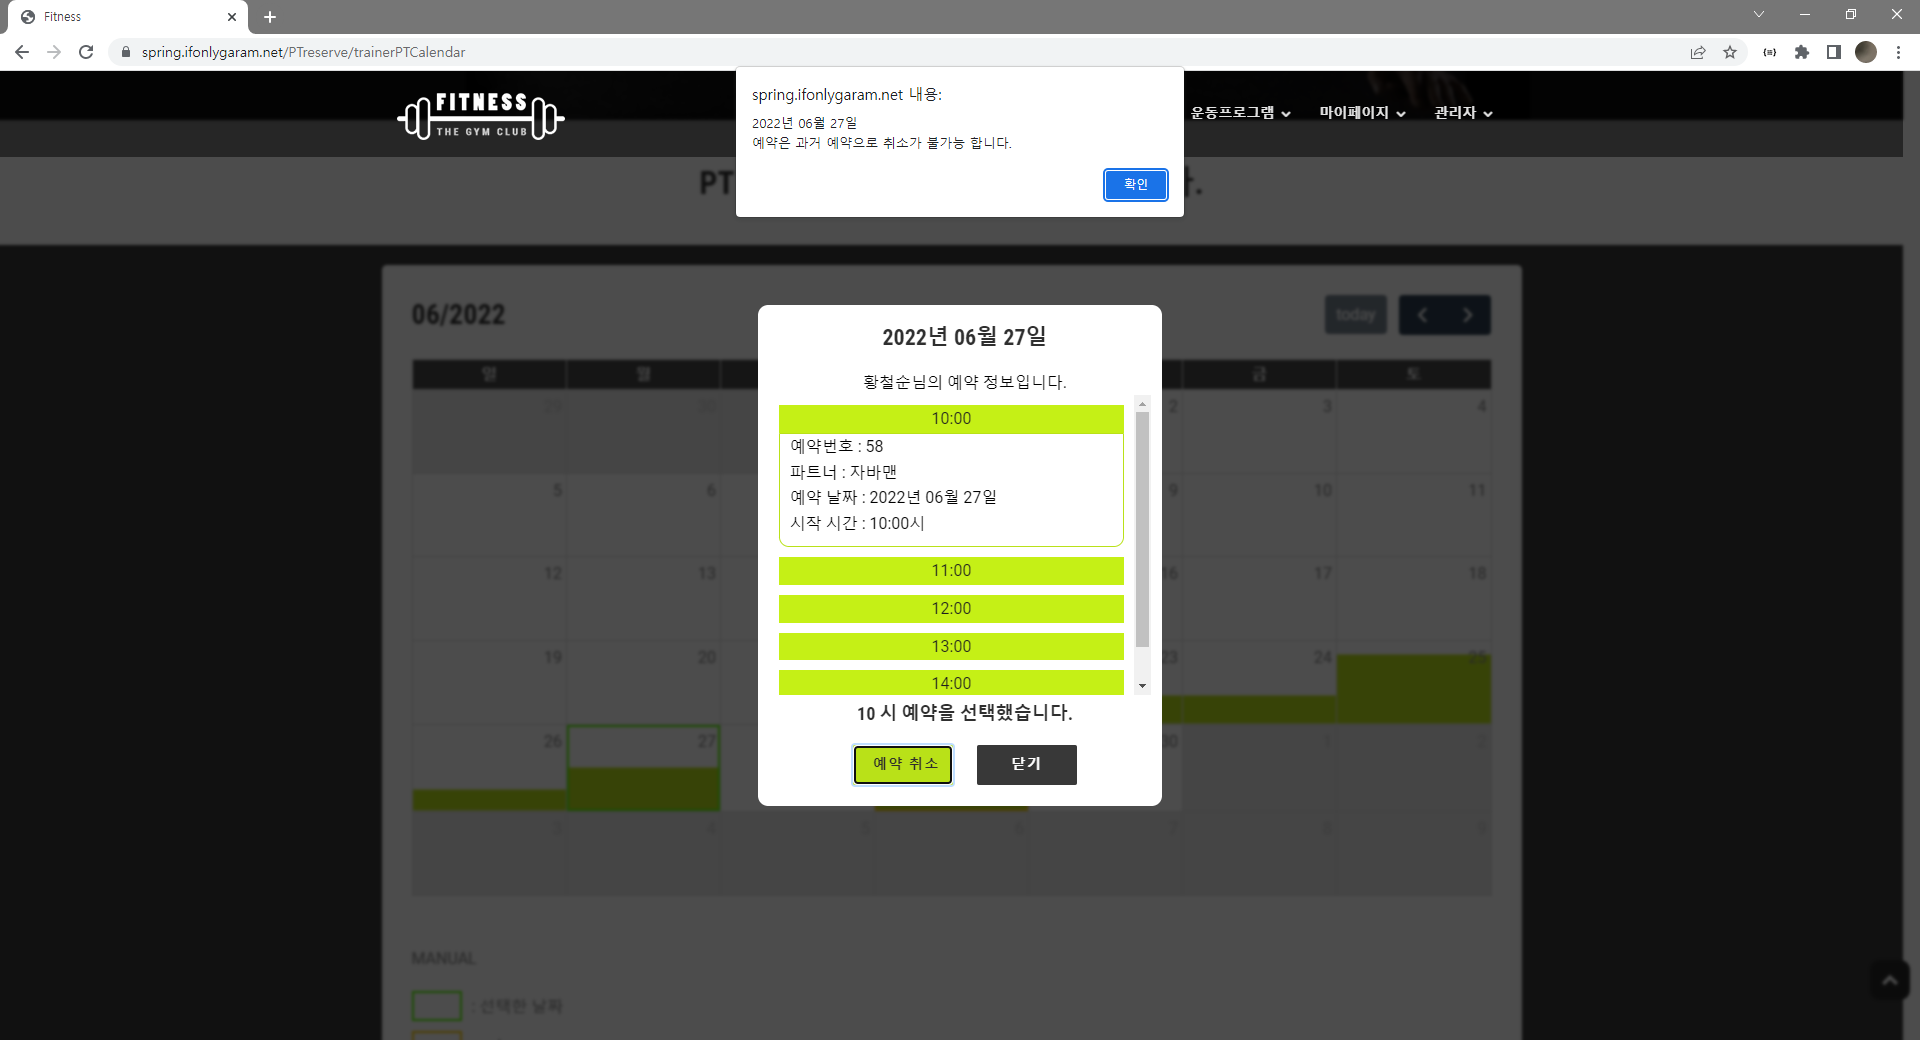 Fitness
spring.ifonlygaram.net/PTreserve/trainerPTCalendar
spring.ifonlygaram.net 내용:
2022년 06월 27일
예약은 과거 예약으로 취소가 불가능 합니다.
확인
FITNESS
THE GYM CLUB
운동프로그램
마이페이지
관리자
PT
06/2022
today
일 월 금 토
29 30 2 3 4
5 6 9 10 11
12 13 16 17 18
19 20 23 24 25
26 27 30 1 2
3 4 5 6 7 8 9
2022년 06월 27일
황철순님의 예약 정보입니다.
10:00
예약번호 : 58
파트너 : 자바맨
예약 날짜 : 2022년 06월 27일
시작 시간 : 10:00시
11:00
12:00
13:00
14:00
10 시 예약을 선택했습니다.
예약 취소
닫기
MANUAL
: 선택한 날짜